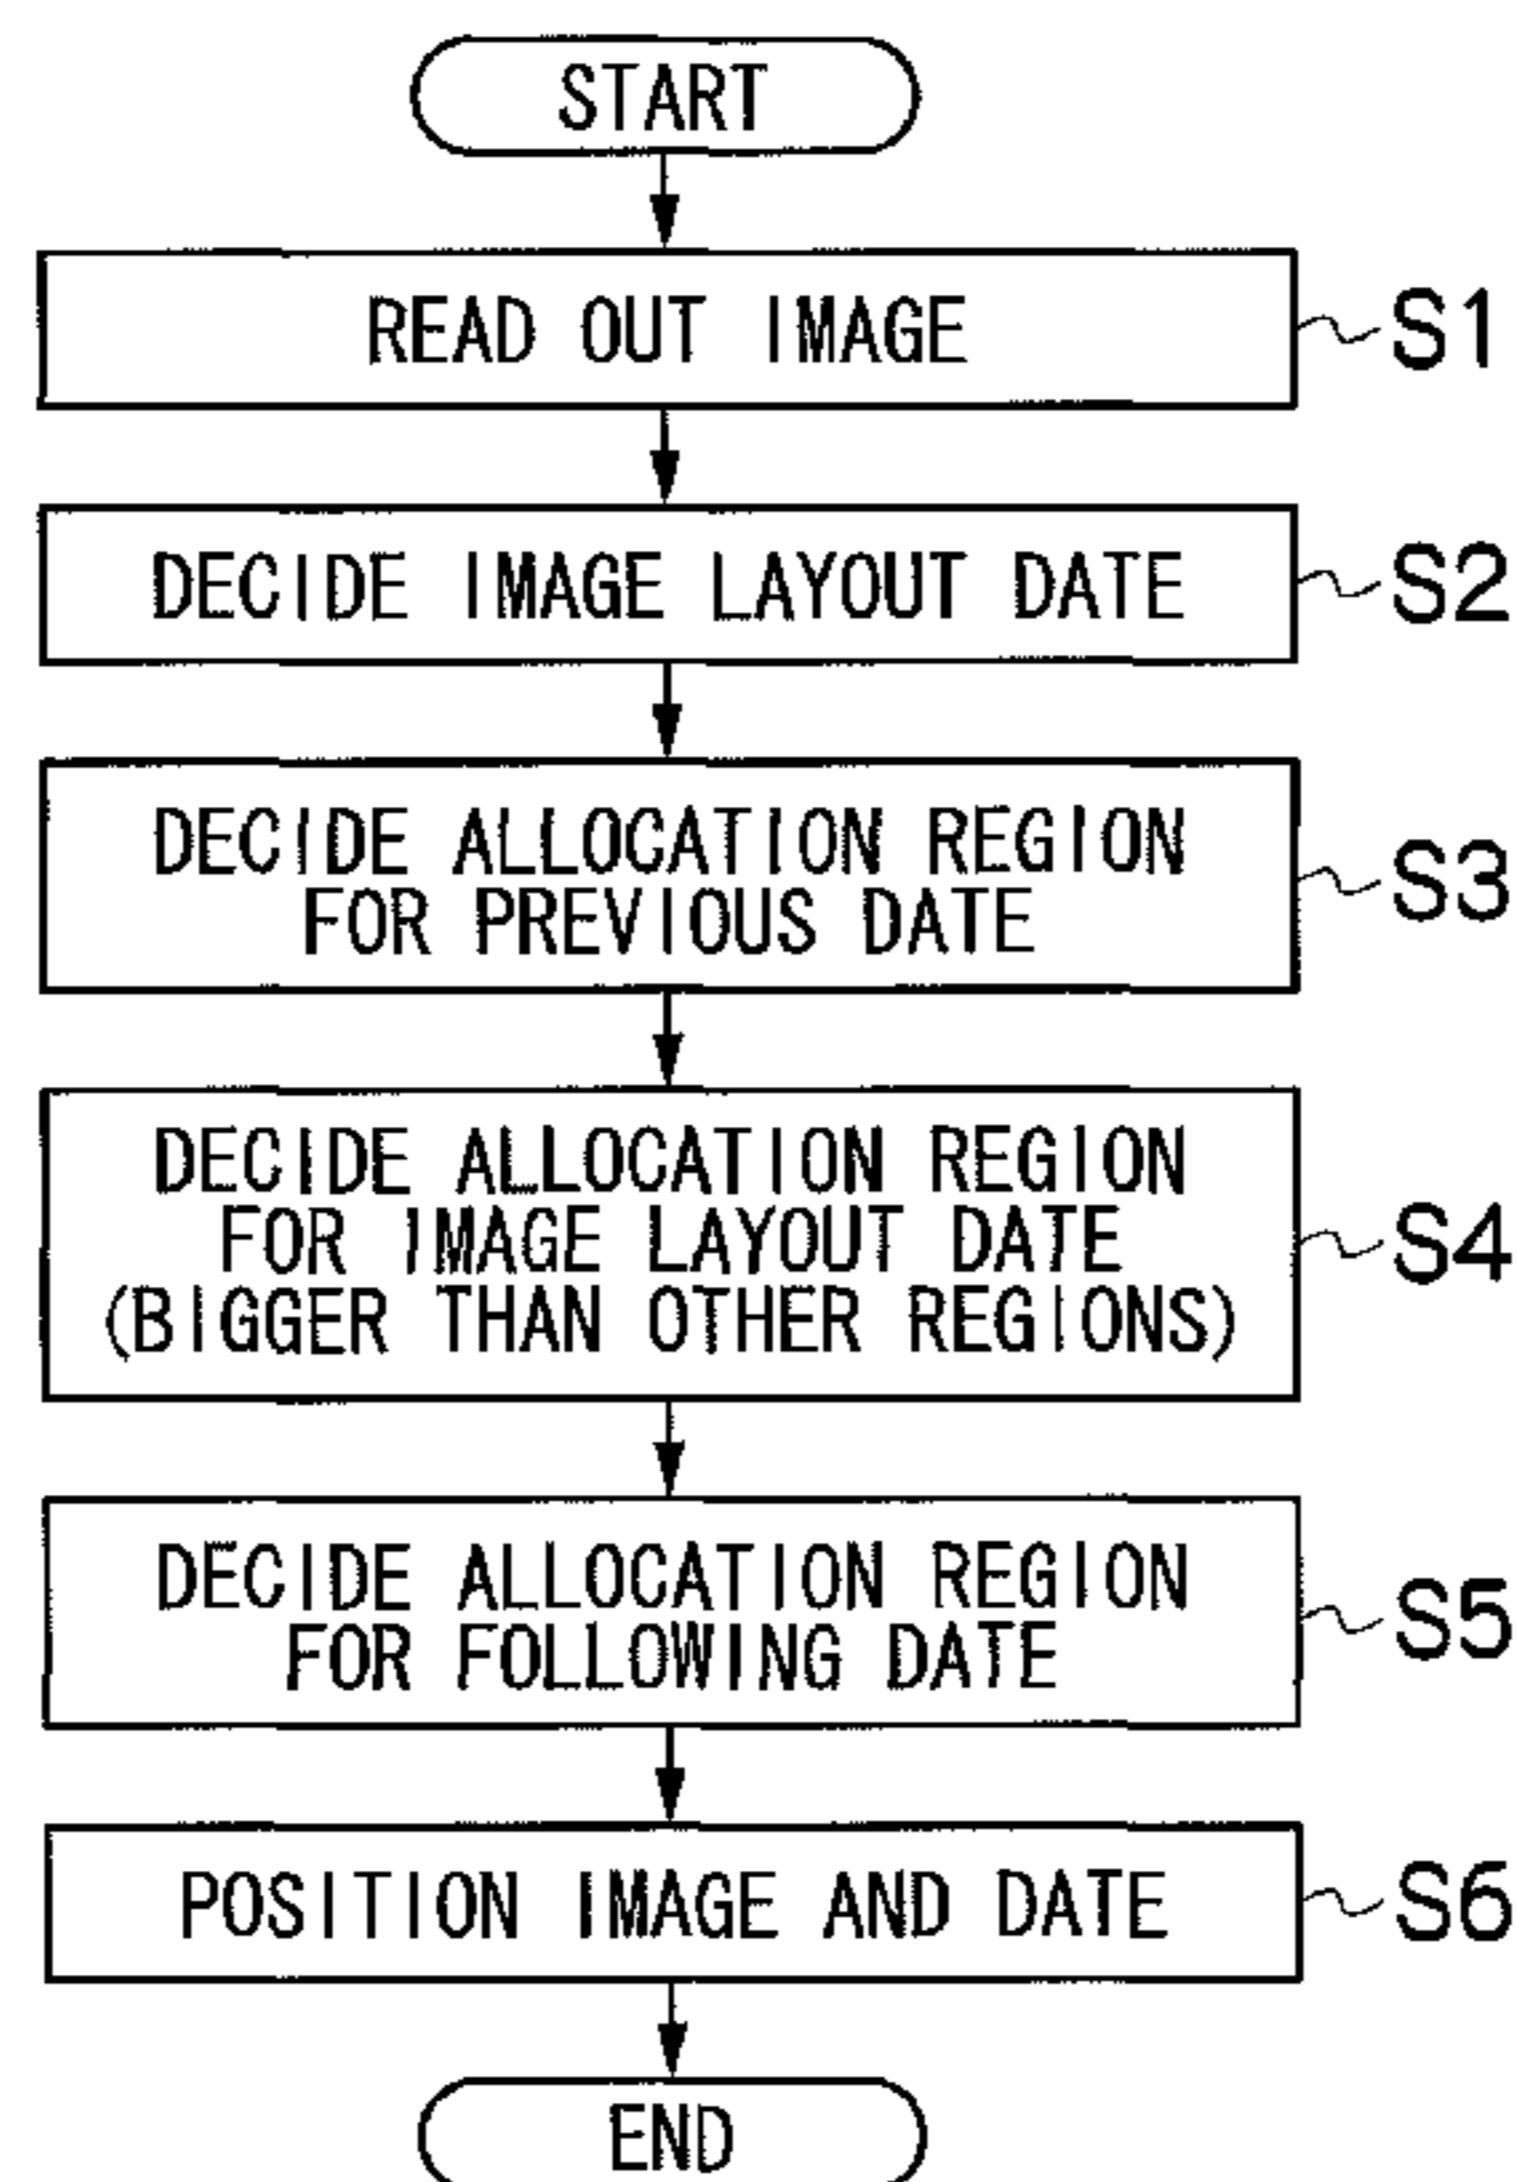 START
READ OUT IMAGE
S1
DECIDE IMAGE LAYOUT DATE
S2
DECIDE ALLOCATION REGION
FOR PREVIOUS DATE
S3
DECIDE ALLOCATION REGION
FOR IMAGE LAYOUT DATE
(BIGGER THAN OTHER REGIONS)
S4
DECIDE ALLOCATION REGION
FOR FOLLOWING DATE
S5
POSITION IMAGE AND DATE
S6
END